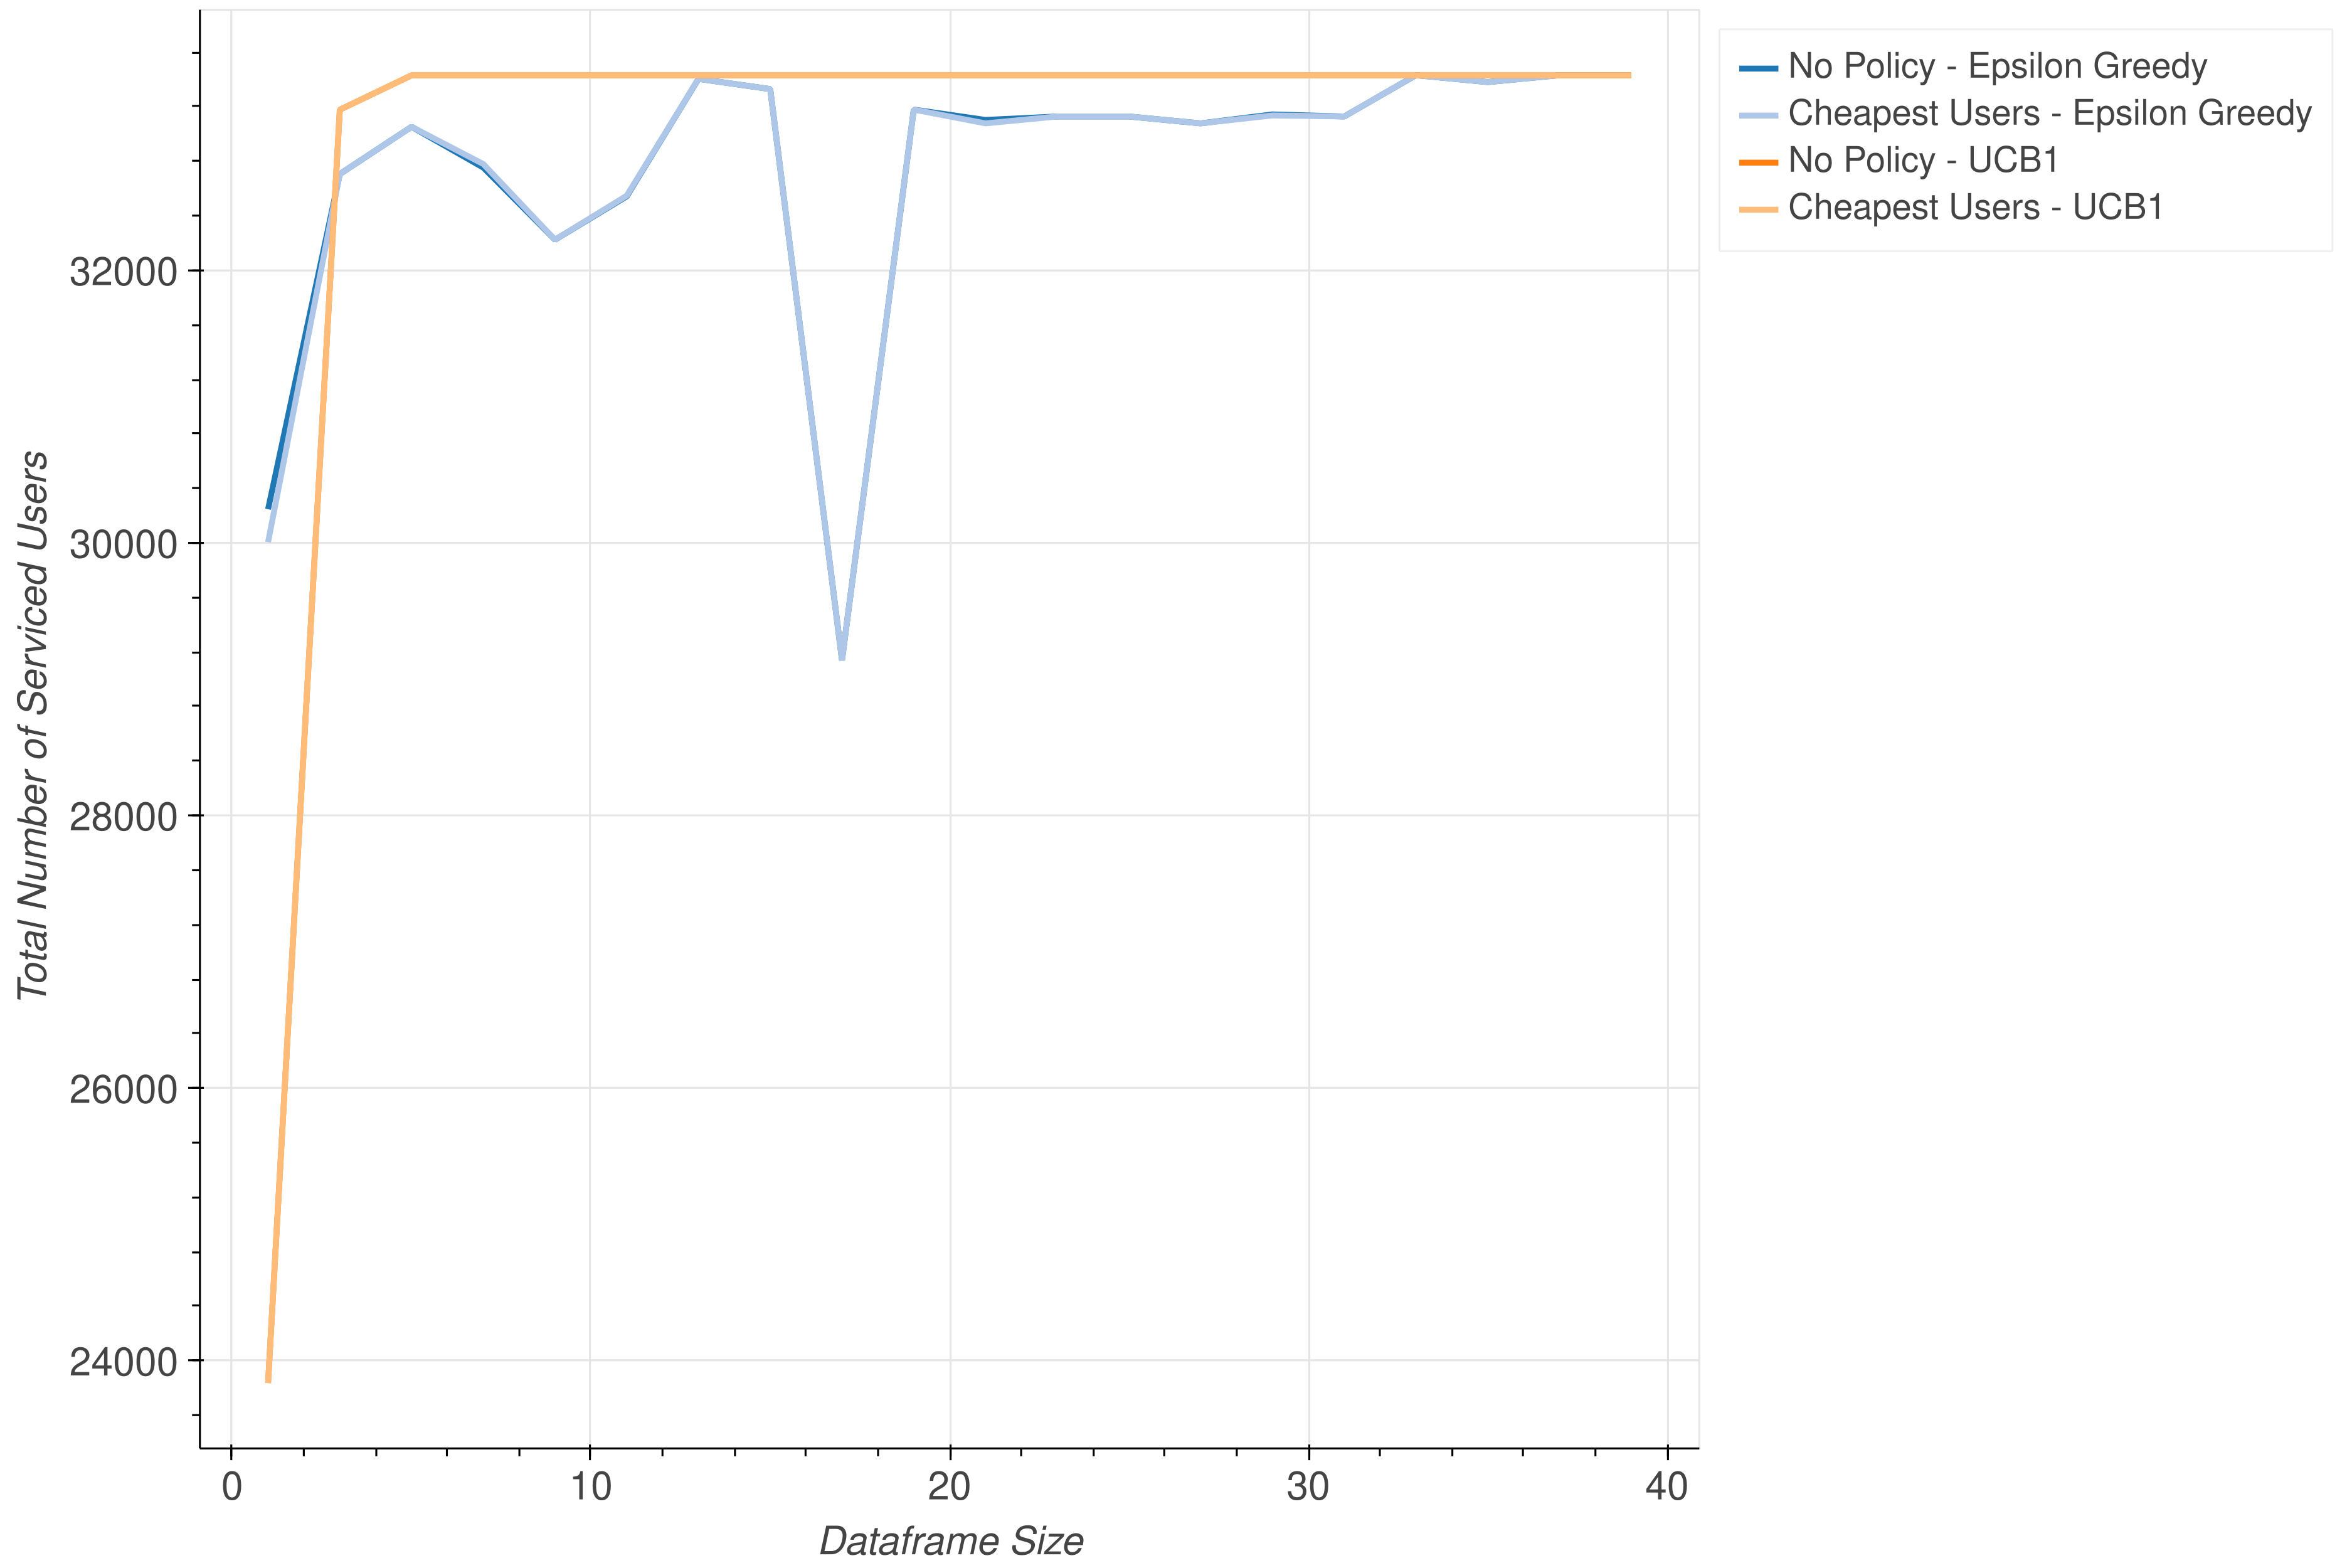 No Policy - Epsilon Greedy
Cheapest Users - Epsilon Greedy
No Policy - UCB1
Cheapest Users - UCB1
Total Number of Serviced Users
32000
30000
28000
26000
24000
0 10 20 30 40
Dataframe Size